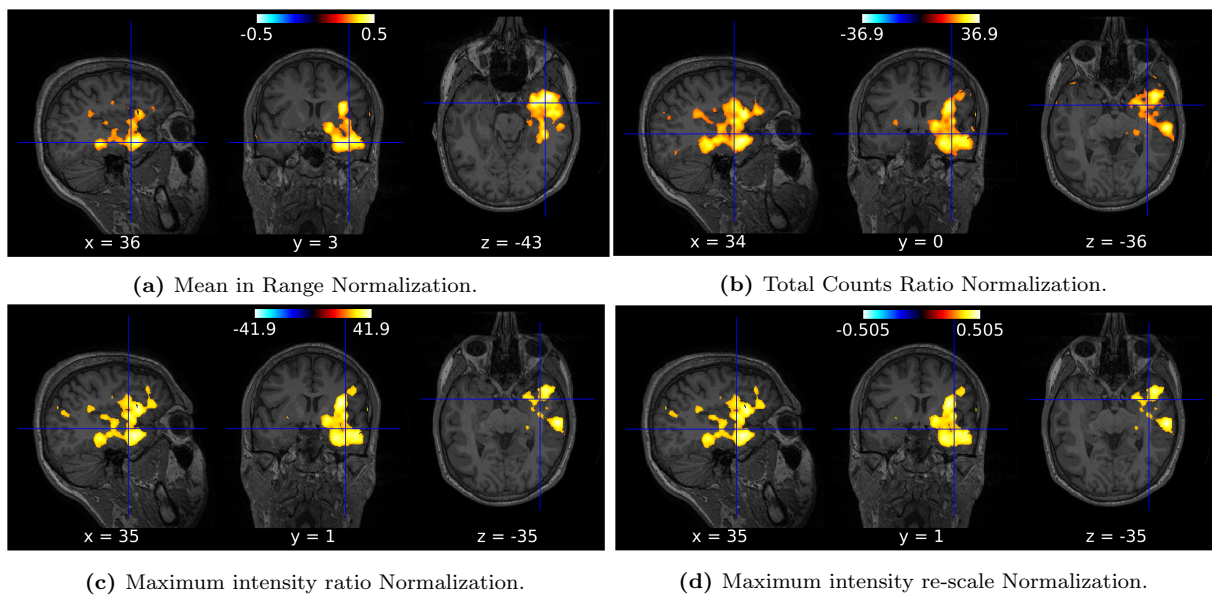 -0.5 0.5
x = 36 y = 3 z = -43
(a) Mean in Range Normalization.
-36.9 36.9
x = 34 y = 0 z = -36
(b) Total Counts Ratio Normalization.
-41.9 41.9
x = 35 y = 1 z = -35
(c) Maximum intensity ratio Normalization.
-0.505 0.505
x = 35 y = 1 z = -35
(d) Maximum intensity re-scale Normalization.